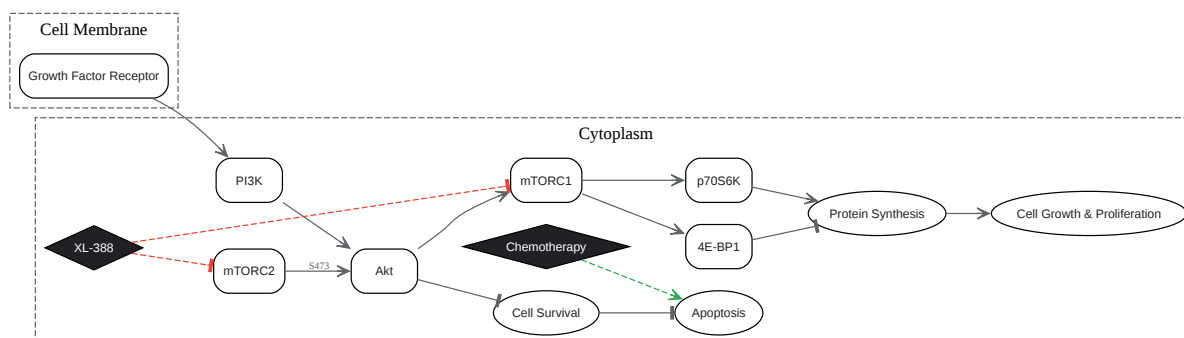 Cell Membrane
Growth Factor Receptor
Cytoplasm
PI3K
mTORC1
p70S6K
Protein Synthesis
Cell Growth & Proliferation
XL-388
Chemotherapy
4E-BP1
mTORC2
S473
Akt
Cell Survival
Apoptosis